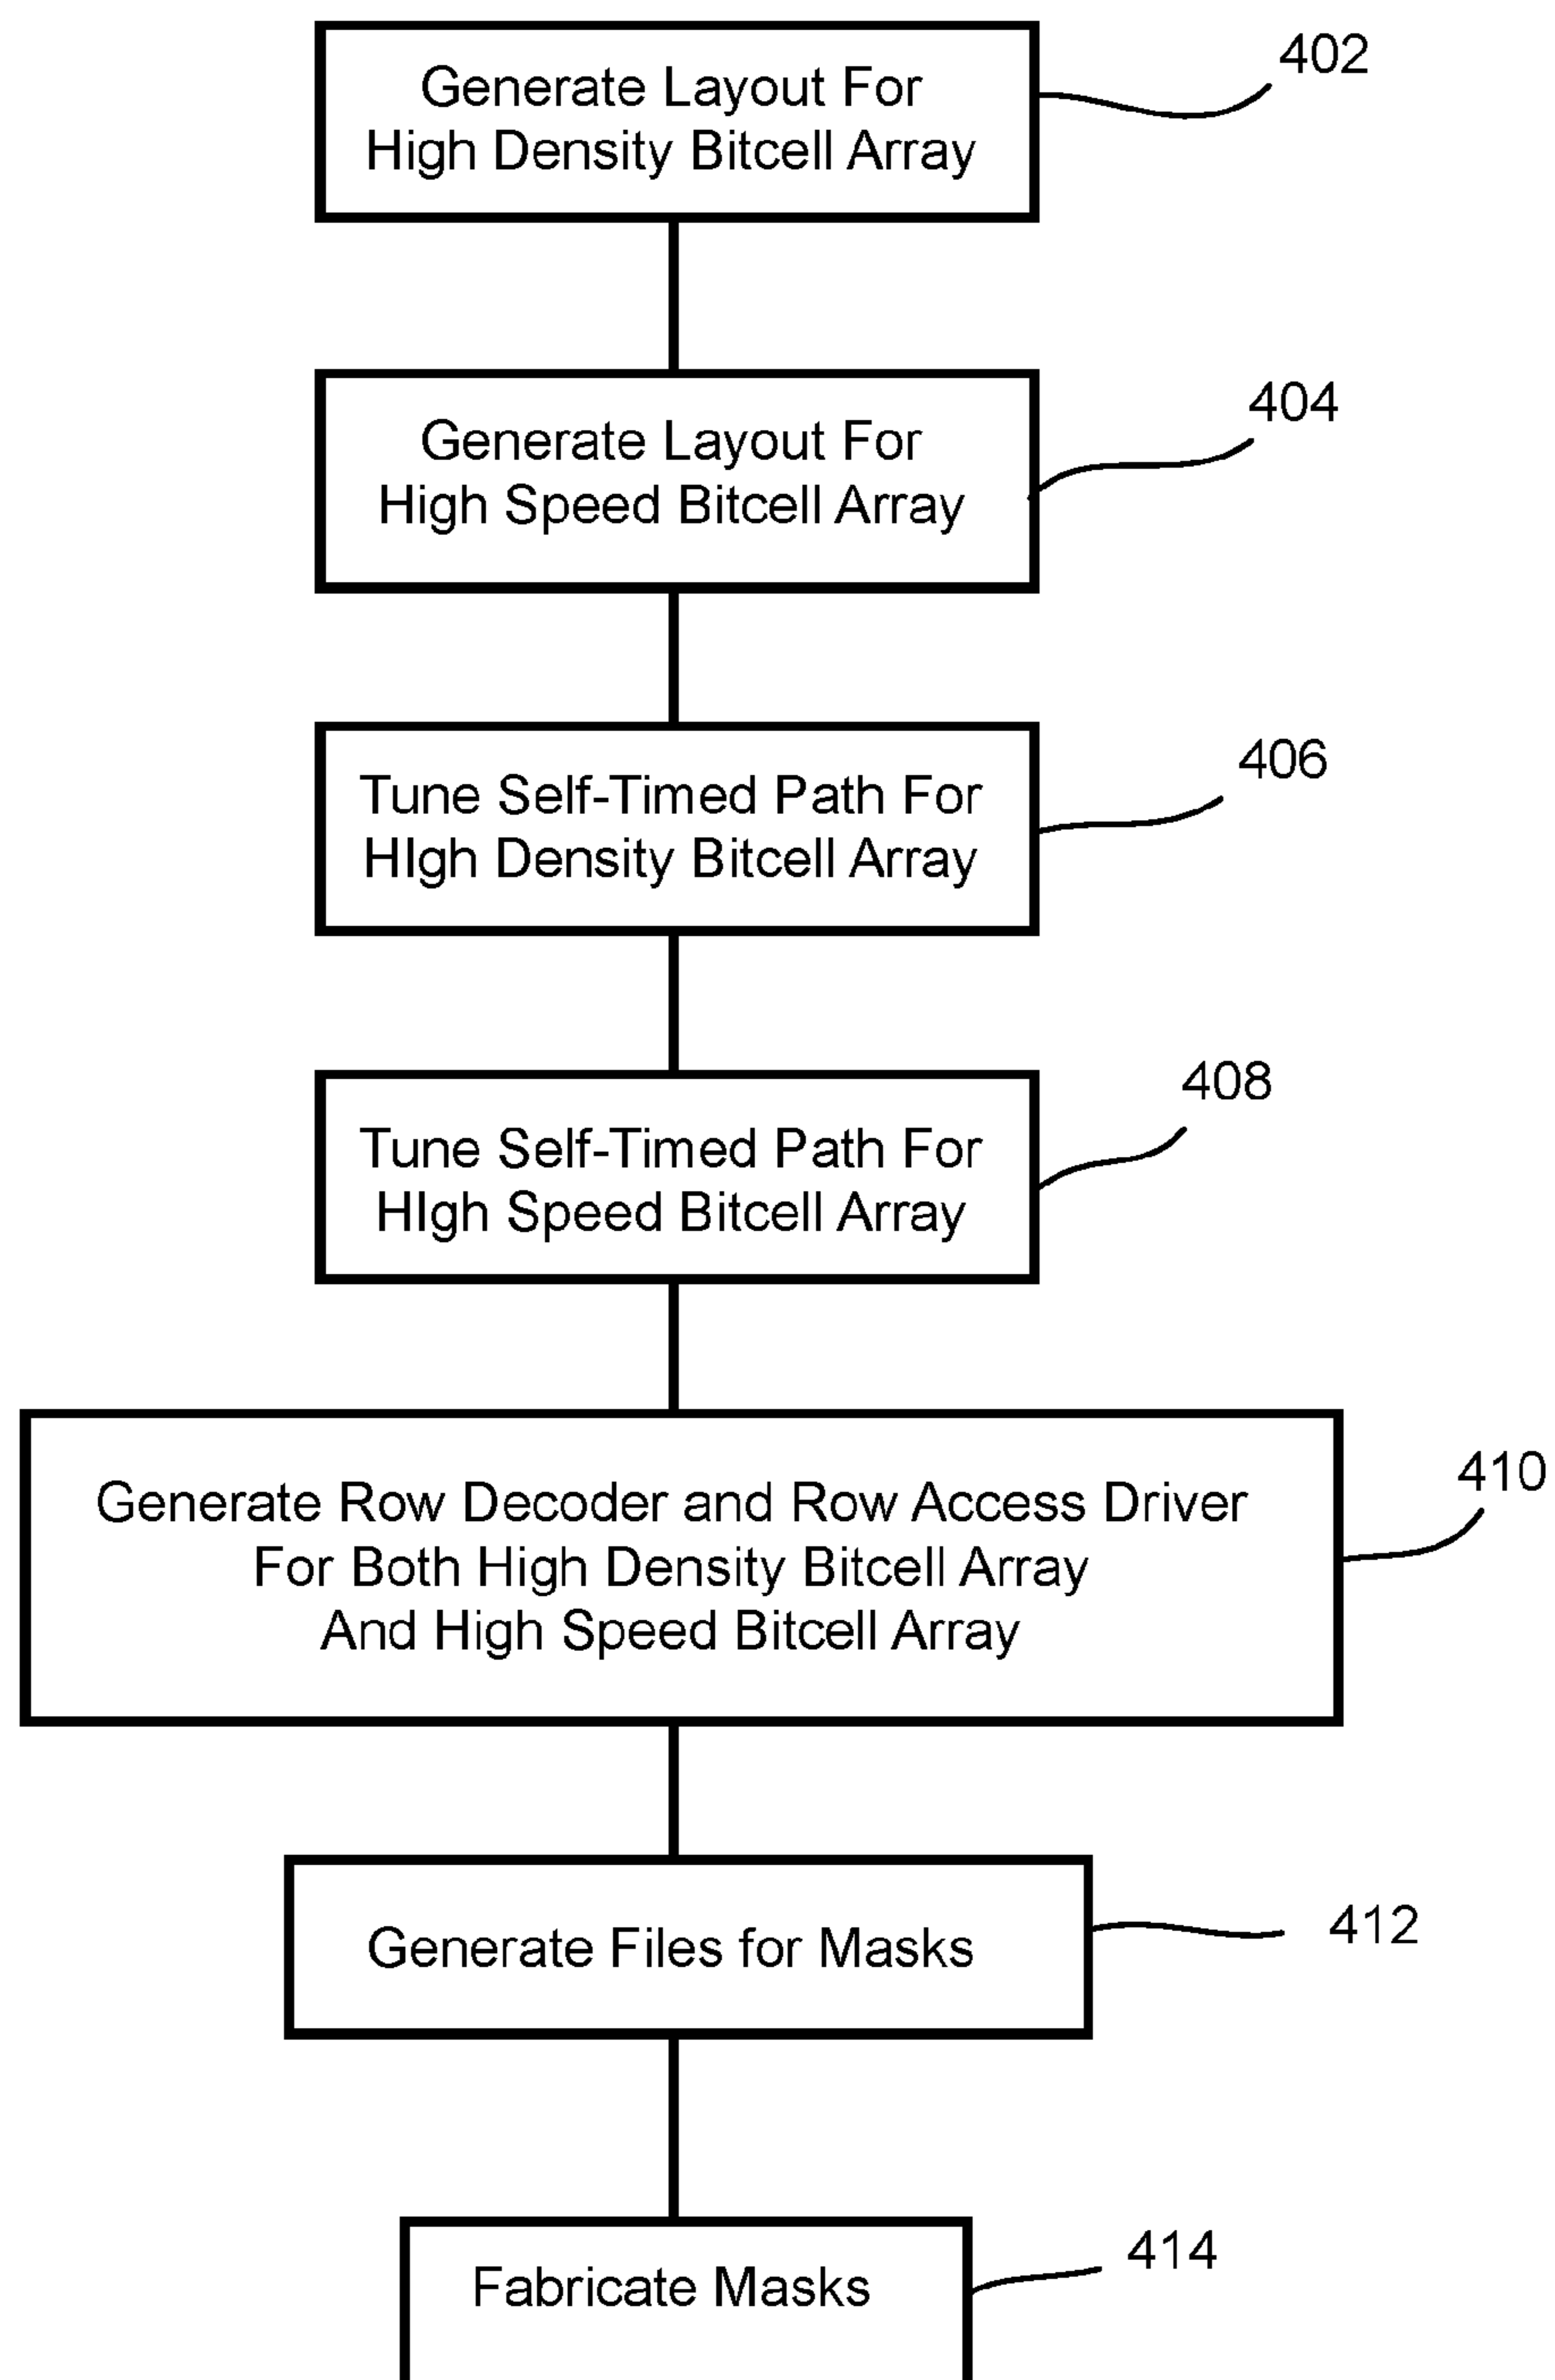 402
Generate Layout For
High Density Bitcell Array
404
Generate Layout For
High Speed Bitcell Array
406
Tune Self-Timed Path For
HIgh Density Bitcell Array
408
Tune Self-Timed Path For
HIgh Speed Bitcell Array
410
Generate Row Decoder and Row Access Driver
For Both High Density Bitcell Array
And High Speed Bitcell Array
412
Generate Files for Masks
414
Fabricate Masks